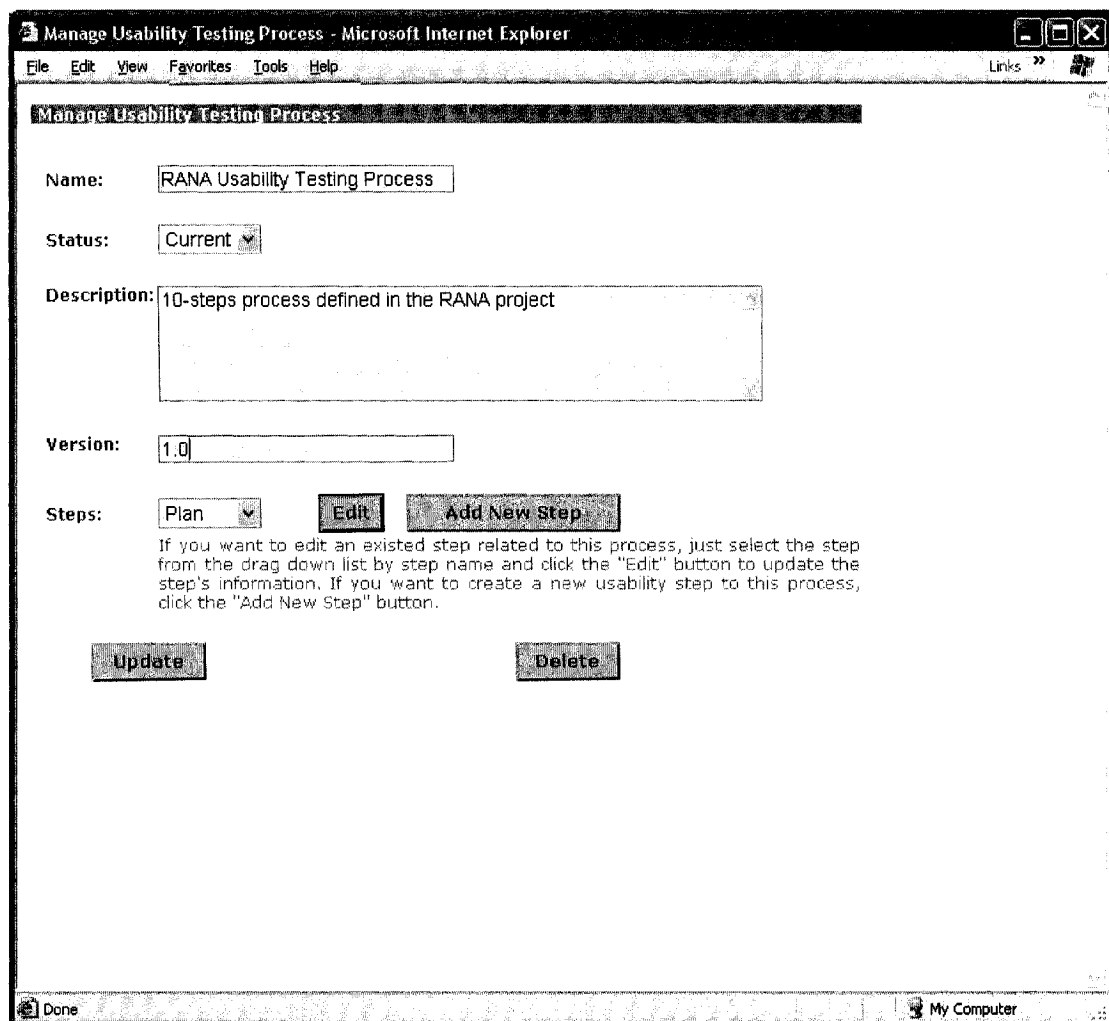 Manage Usability Testing Process - Microsoft Internet Explorer
File Edit View Favorites Tools Help Links »
Manage Usability Testing Process
Name: RANA Usability Testing Process
Status: Current
Description: 10-steps process defined in the RANA project
Version: 1.0
Steps: Plan Edit Add New Step
If you want to edit an existed step related to this process, just select the step
from the drag down list by step name and click the "Edit" button to update the
step's information. If you want to create a new usability step to this process,
click the "Add New Step" button.
Update Delete
Done My Computer